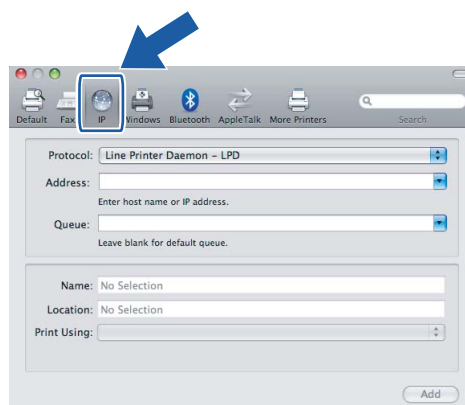 Default Fax IP Windows Bluetooth AppleTalk More Printers Search
Protocol: Line Printer Daemon – LPD
Address:
Enter host name or IP address.
Queue:
Leave blank for default queue.
Name: No Selection
Location: No Selection
Print Using:
Add